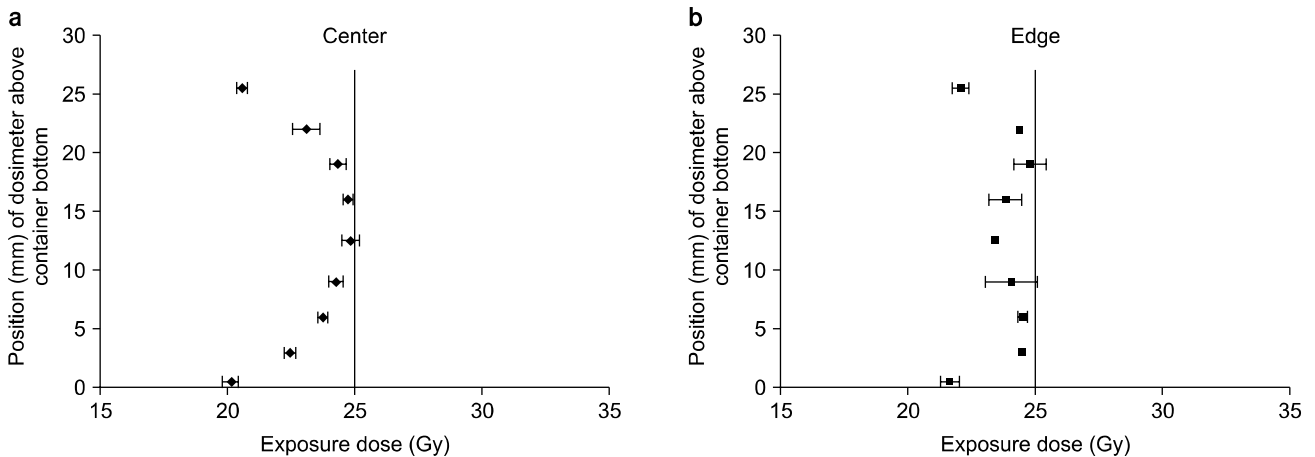 a
Center
30
25
20
15
10
5
0
Position (mm) of dosimeter above
container bottom
15 20 25 30 35
Exposure dose (Gy)
b
Edge
30
25
20
15
10
5
0
Position (mm) of dosimeter above
container bottom
15 20 25 30 35
Exposure dose (Gy)